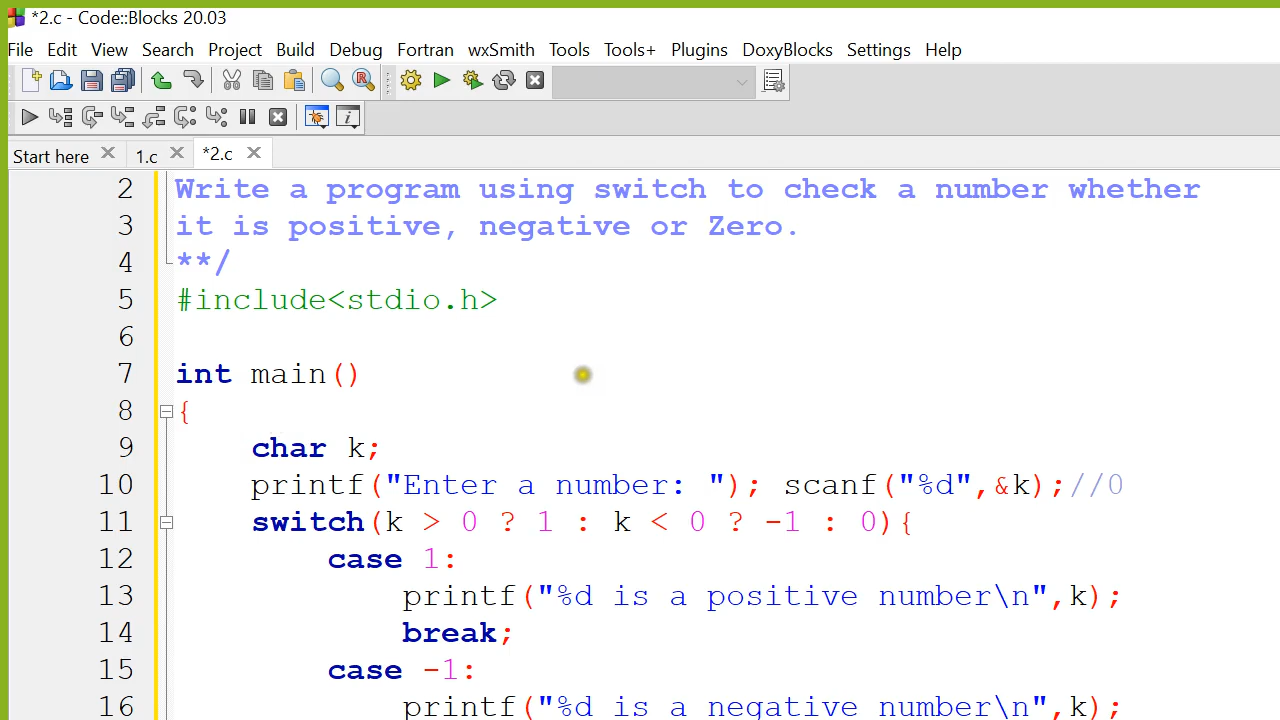 *2.c - Code::Blocks 20.03
File Edit View Search Project Build Debug Fortran wxSmith Tools Tools+ Plugins DoxyBlocks Settings Help
Start here 1.c *2.c
2 Write a program using switch to check a number whether
3 it is positive, negative or Zero.
4 **/
5 #include<stdio.h>
6
7 int main()
8 {
9 char k;
10 printf("Enter a number: "); scanf("%d",&k);//0
11 switch(k > 0 ? 1 : k < 0 ? -1 : 0){
12 case 1:
13 printf("%d is a positive number\n",k);
14 break;
15 case -1:
16 printf("%d is a negative number\n",k);